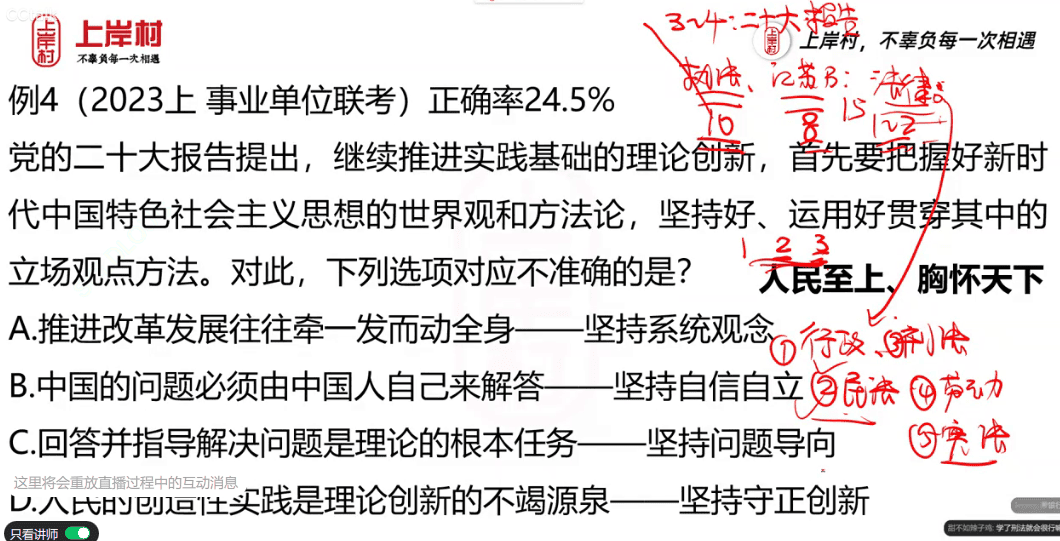 上岸村
上岸村
不辜负每一次相遇
3~4:二十大报告
上岸村，不辜负每一次相遇
法律
10
8
15
1~2
例4（2023上 事业单位联考）正确率24.5%
党的二十大报告提出，继续推进实践基础的理论创新，首先要把握好新时
代中国特色社会主义思想的世界观和方法论，坚持好、运用好贯穿其中的
1 2 3
立场观点方法。对此，下列选项对应不准确的是？
人民至上、胸怀天下
A.推进改革发展往往牵一发而动全身——坚持系统观念
①行政、③刑法
B.中国的问题必须由中国人自己来解答——坚持自信自立
②民法 ④劳动
C.回答并指导解决问题是理论的根本任务——坚持问题导向
⑤宪法
这里将会重放直播过程中的互动消息
D.人民的创造性实践是理论创新的不竭源泉——坚持守正创新
只看讲师